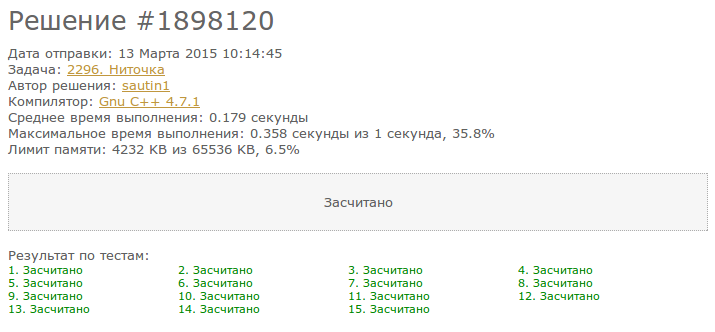 Решение #1898120
Дата отправки: 13 Марта 2015 10:14:45
Задача: 2296. Ниточка
Автор решения: sautin1
Компилятор: Gnu C++ 4.7.1
Среднее время выполнения: 0.179 секунды
Максимальное время выполнения: 0.358 секунды из 1 секунда, 35.8%
Лимит памяти: 4232 KB из 65536 KB, 6.5%
Засчитано
Результат по тестам:
1. Засчитано 2. Засчитано 3. Засчитано 4. Засчитано
5. Засчитано 6. Засчитано 7. Засчитано 8. Засчитано
9. Засчитано 10. Засчитано 11. Засчитано 12. Засчитано
13. Засчитано 14. Засчитано 15. Засчитано